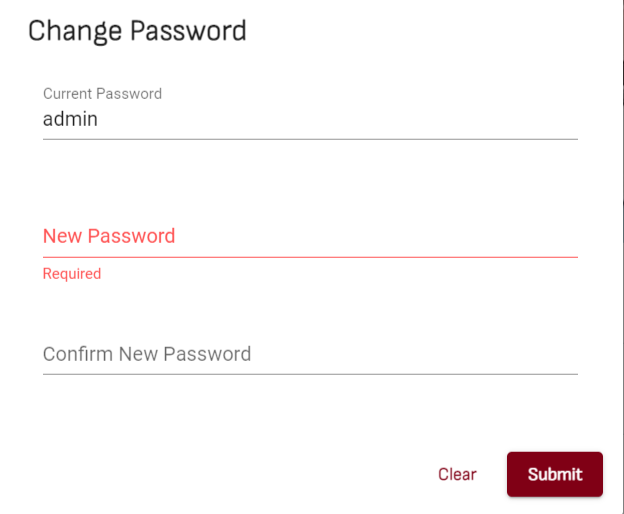 Change Password
Current Password
admin
New Password
Required
Confirm New Password
Clear Submit